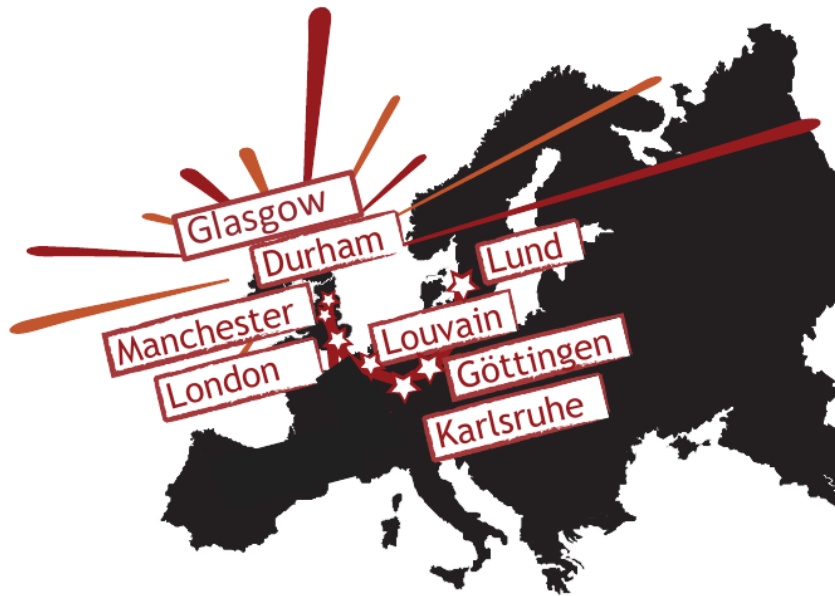 Glasgow
Durham
Lund
Manchester
Louvain
London
Göttingen
Karlsruhe